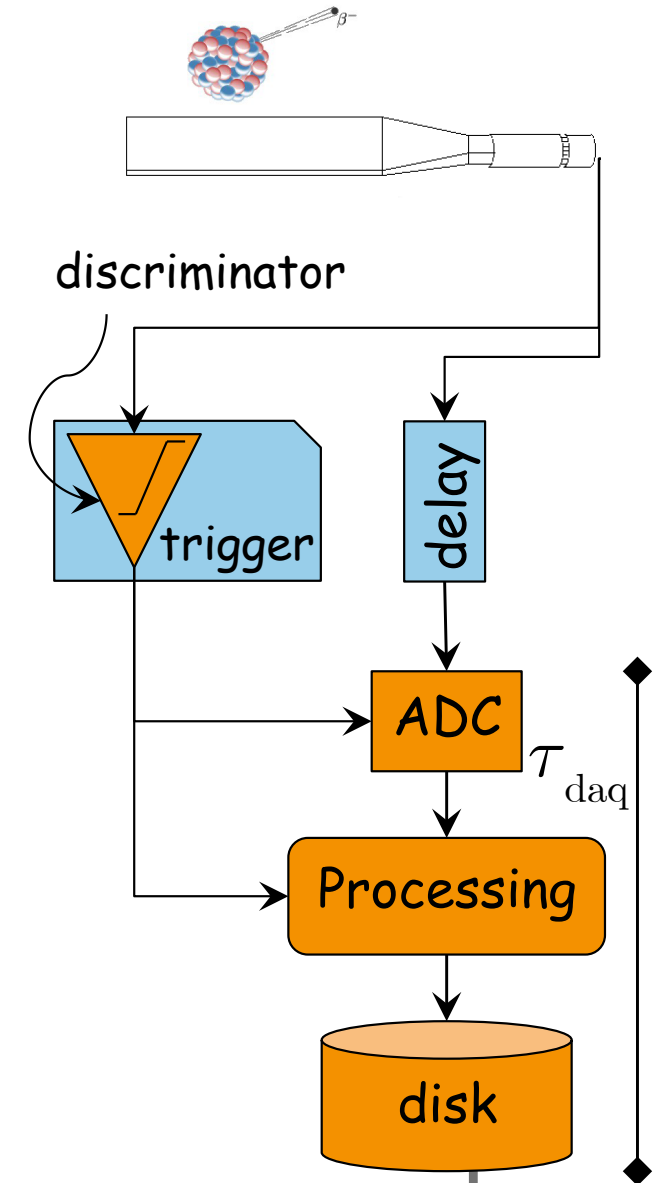 β⁻
discriminator
trigger
delay
ADC
τ_daq
Processing
disk